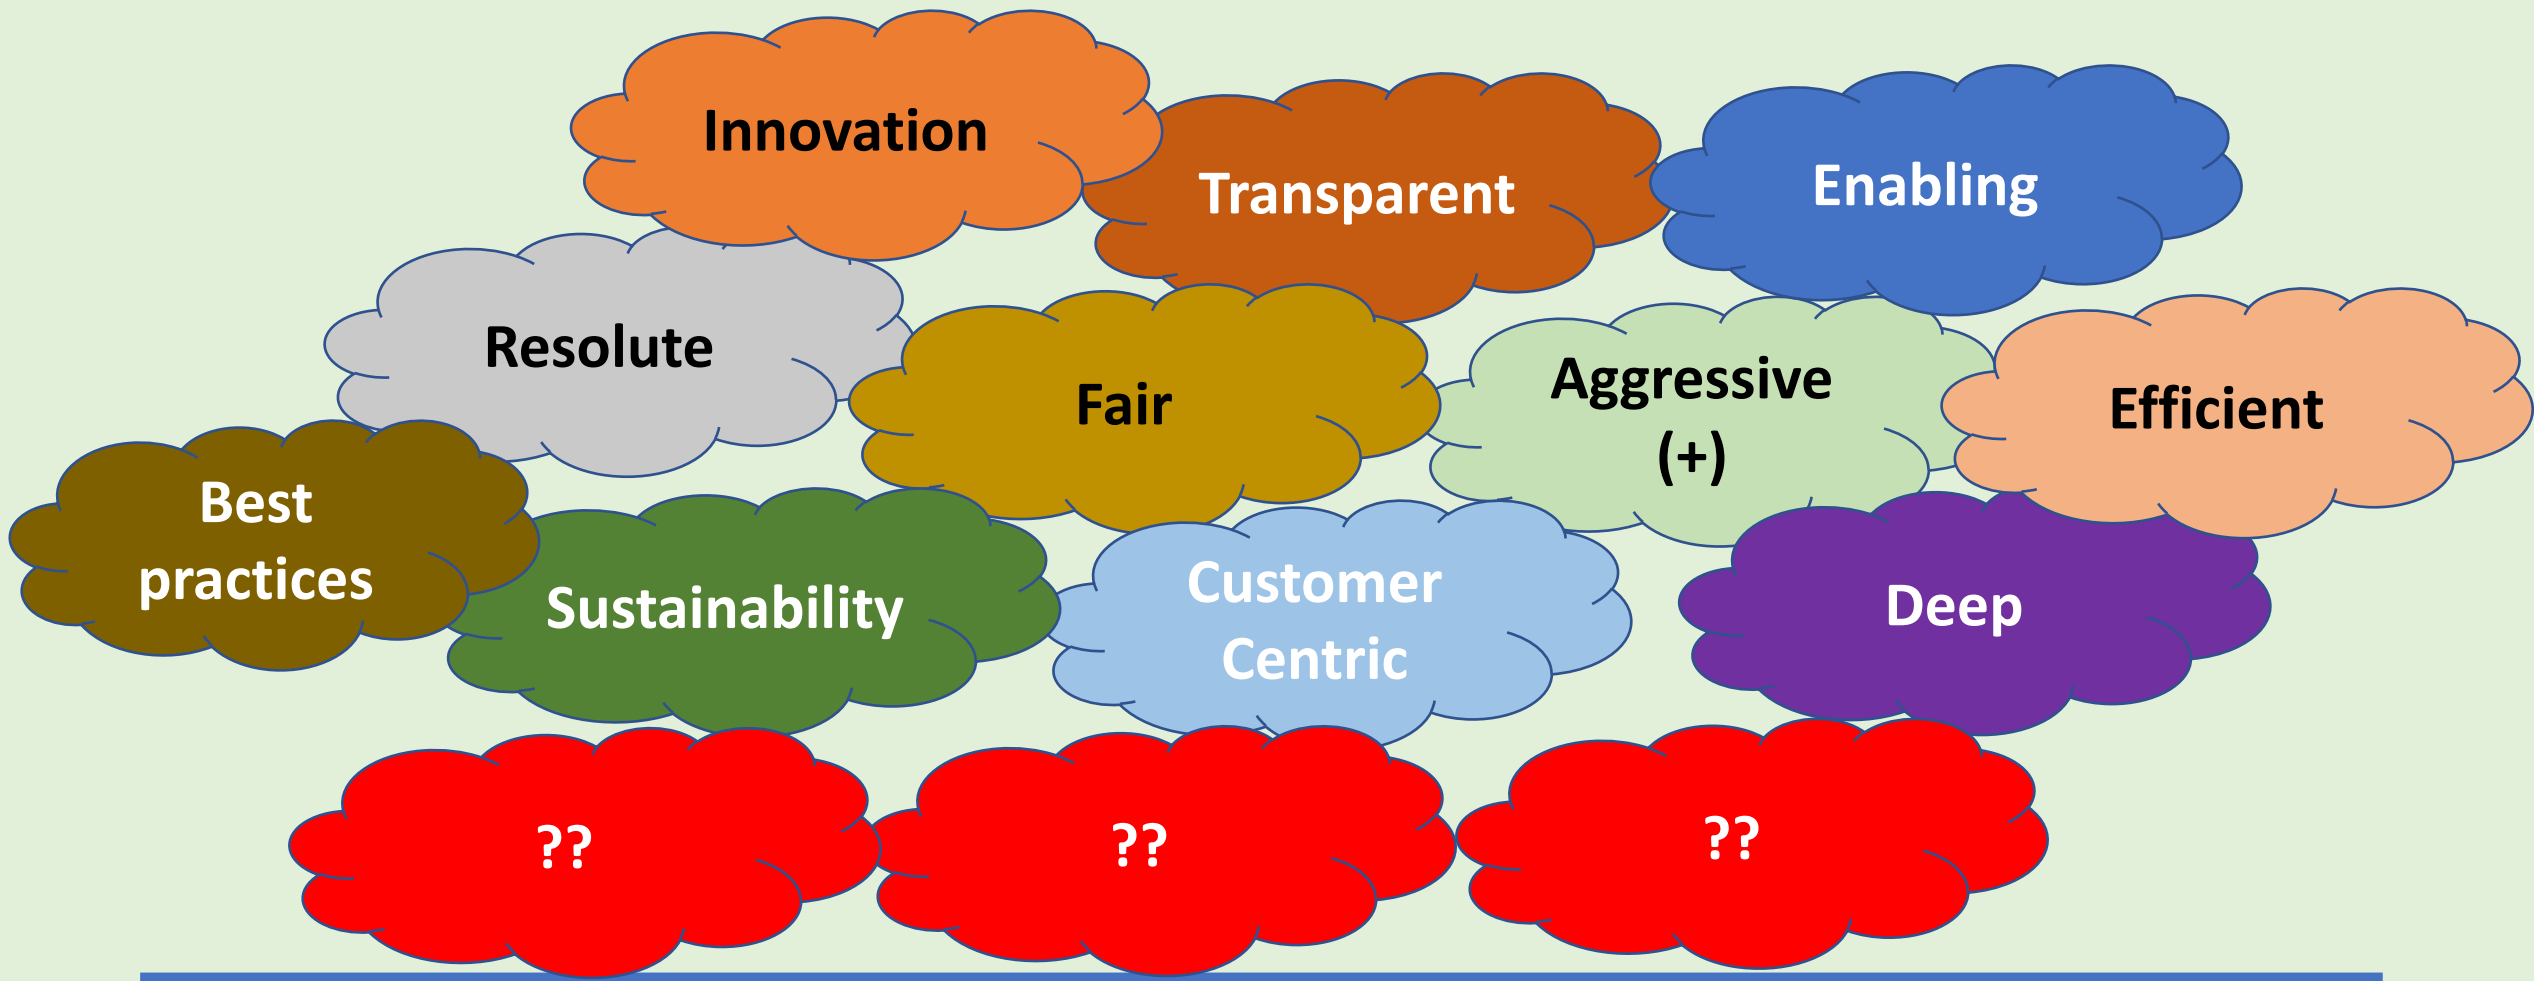 Innovation
Transparent
Enabling
Resolute
Fair
Aggressive
(+)
Efficient
Best
practices
Sustainability
Customer
Centric
Deep
??
??
??